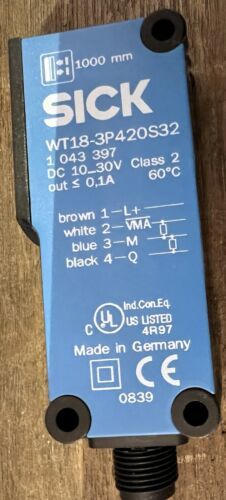 1000 mm
SICK
WT18-3P420S32
1 043 397
DC 10...30V Class 2
out ≤ 0,1A 60°C
brown 1 – L+
white 2 – VMA
blue 3 – M
black 4 – Q
C UL US LISTED
Ind.Con.Eq.
4R97
Made in Germany
CE
0839